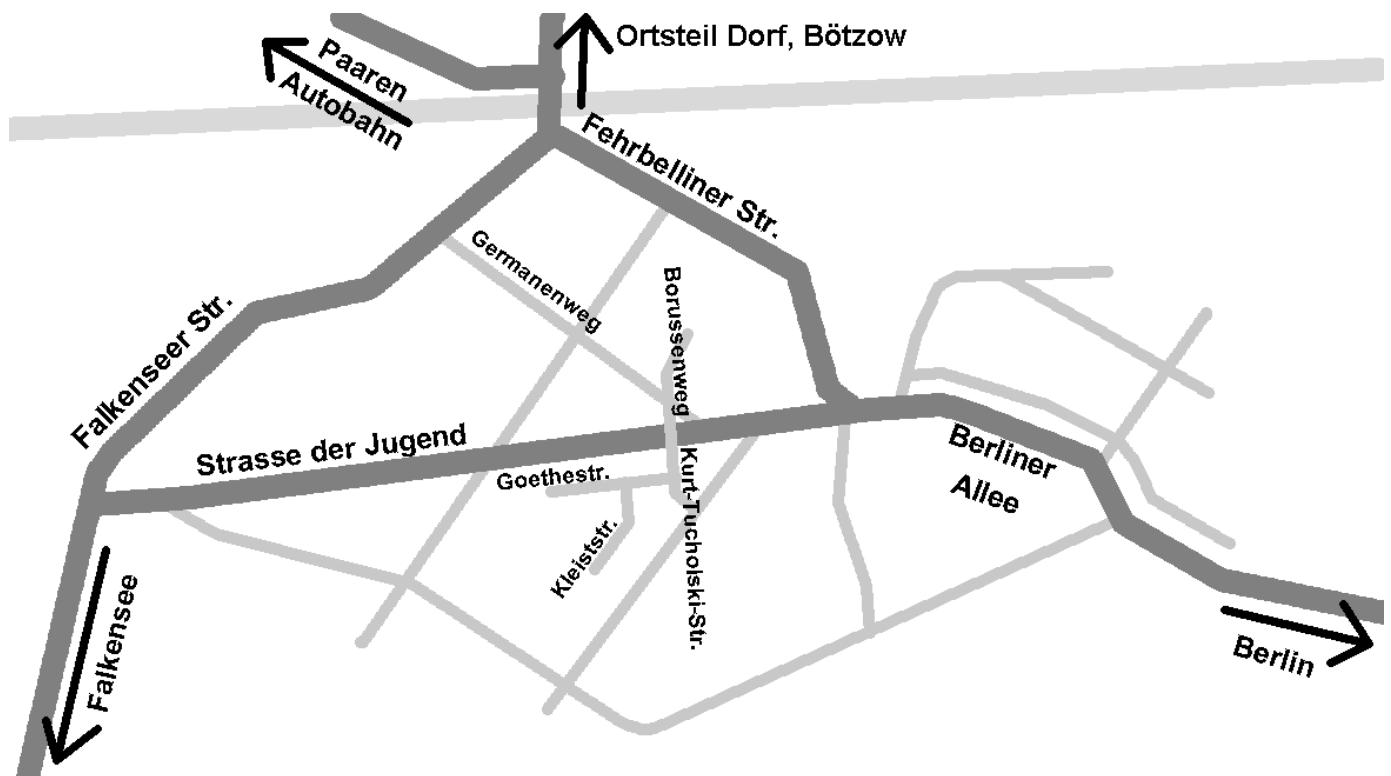 Ortsteil Dorf, Bötzow
Paaren
Autobahn
Fehrbelliner Str.
Germanenweg
Borussenweg
Falkenseer Str.
Strasse der Jugend
Goethestr.
Kurt-Tucholski-Str.
Kleiststr.
Berliner
Allee
Falkensee
Berlin